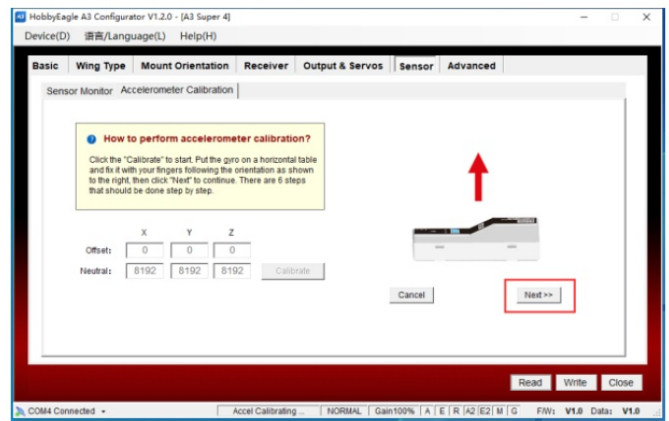 HobbyEagle A3 Configurator V1.2.0 - [A3 Super 4]
Device(D) 語言/Language(L) Help(H)
Basic Wing Type Mount Orientation Receiver Output & Servos Sensor Advanced
Sensor Monitor Accelerometer Calibration
How to perform accelerometer calibration?
Click the "Calibrate" to start. Put the gyro on a horizontal table
and fix it with your fingers following the orientation as shown
to the right, then click "Next" to continue. There are 6 steps
that should be done step by step.
X Y Z
Offset: 0 0 0
Neutral: 8192 8192 8192 Calibrate
Cancel Next >>
Read Write Close
COM4 Connected Accel Calibrating ... NORMAL Gain100% A E R A2 E2 M G F/W: V1.0 Data: V1.0